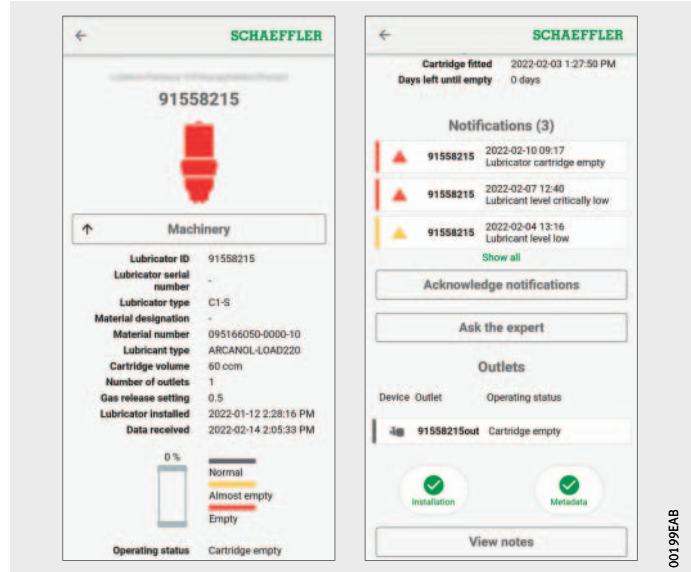 SCHAEFFLER
91558215
Machinery
Lubricator ID 91558215
Lubricator serial
number -
Lubricator type C1-S
Material designation -
Material number 095166050-0000-10
Lubricant type ARCANOL-LOAD220
Cartridge volume 60 ccm
Number of outlets 1
Gas release setting 0.5
Lubricator installed 2022-01-12 2:28:16 PM
Data received 2022-02-14 2:05:33 PM
0 %
Normal
Almost empty
Empty
Operating status Cartridge empty
SCHAEFFLER
Cartridge fitted 2022-02-03 1:27:50 PM
Days left until empty 0 days
Notifications (3)
91558215 2022-02-10 09:17
Lubricator cartridge empty
91558215 2022-02-07 12:40
Lubricant level critically low
91558215 2022-02-04 13:16
Lubricant level low
Show all
Acknowledge notifications
Ask the expert
Outlets
Device Outlet Operating status
91558215out Cartridge empty
Installation Metadata
View notes
00199EAB